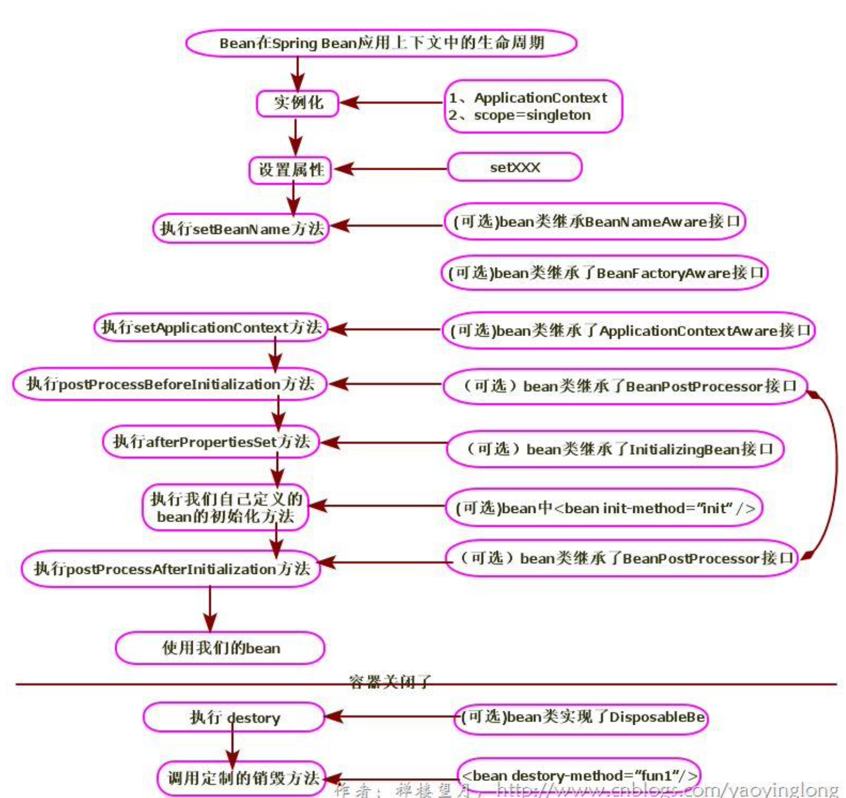 Bean在Spring Bean应用上下文中的生命周期
实例化
1、ApplicationContext
2、scope=singleton
设置属性
setXXX
执行setBeanName方法
(可选)bean类继承BeanNameAware接口
(可选)bean类继承了BeanFactoryAware接口
执行setApplicationContext方法
(可选)bean类继承了ApplicationContextAware接口
执行postProcessBeforeInitialization方法
（可选）bean类继承了BeanPostProcessor接口
执行afterPropertiesSet方法
（可选）bean类继承了InitializingBean接口
执行我们自己定义的
bean的初始化方法
(可选)bean中<bean init-method="init" />
执行postProcessAfterInitialization方法
（可选）bean类继承了BeanPostProcessor接口
使用我们的bean
容器关闭了
执行 destory
(可选)bean类实现了DisposableBe
调用定制的销毁方法
<bean destory-method="fun1"/>
作者：禅楼望月，http://www.cnblogs.com/yaoyinglong